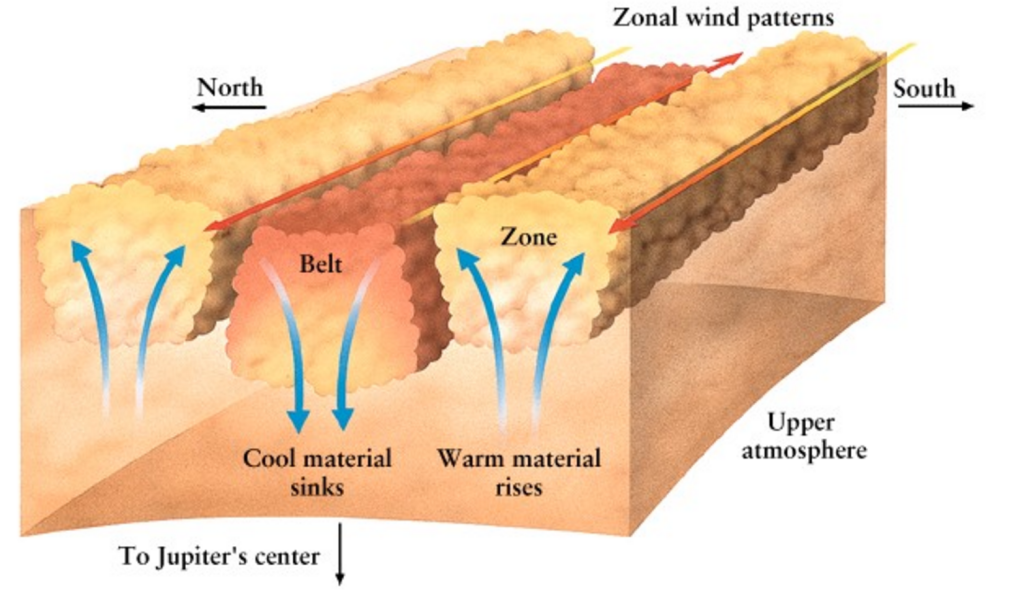 Zonal wind patterns
North
South
Belt
Zone
Cool material
sinks
Warm material
rises
Upper
atmosphere
To Jupiter's center